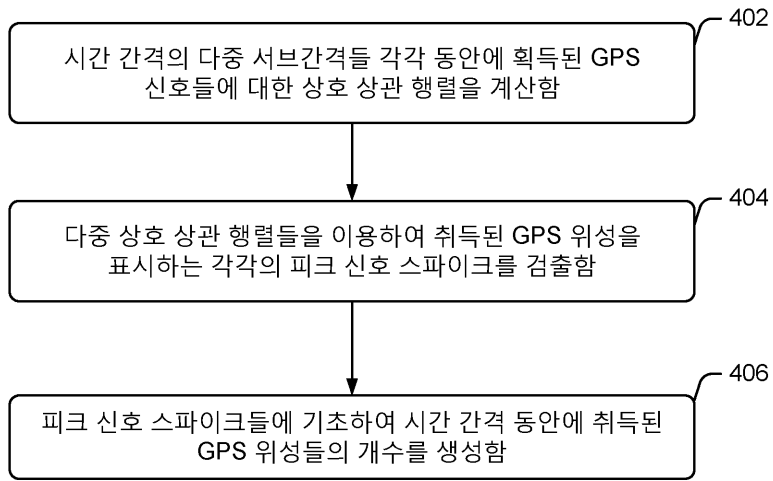 402
시간 간격의 다중 서브간격들 각각 동안에 획득된 GPS
신호들에 대한 상호 상관 행렬을 계산함
404
다중 상호 상관 행렬들을 이용하여 취득된 GPS 위성을
표시하는 각각의 피크 신호 스파이크를 검출함
406
피크 신호 스파이크들에 기초하여 시간 간격 동안에 취득된
GPS 위성들의 개수를 생성함